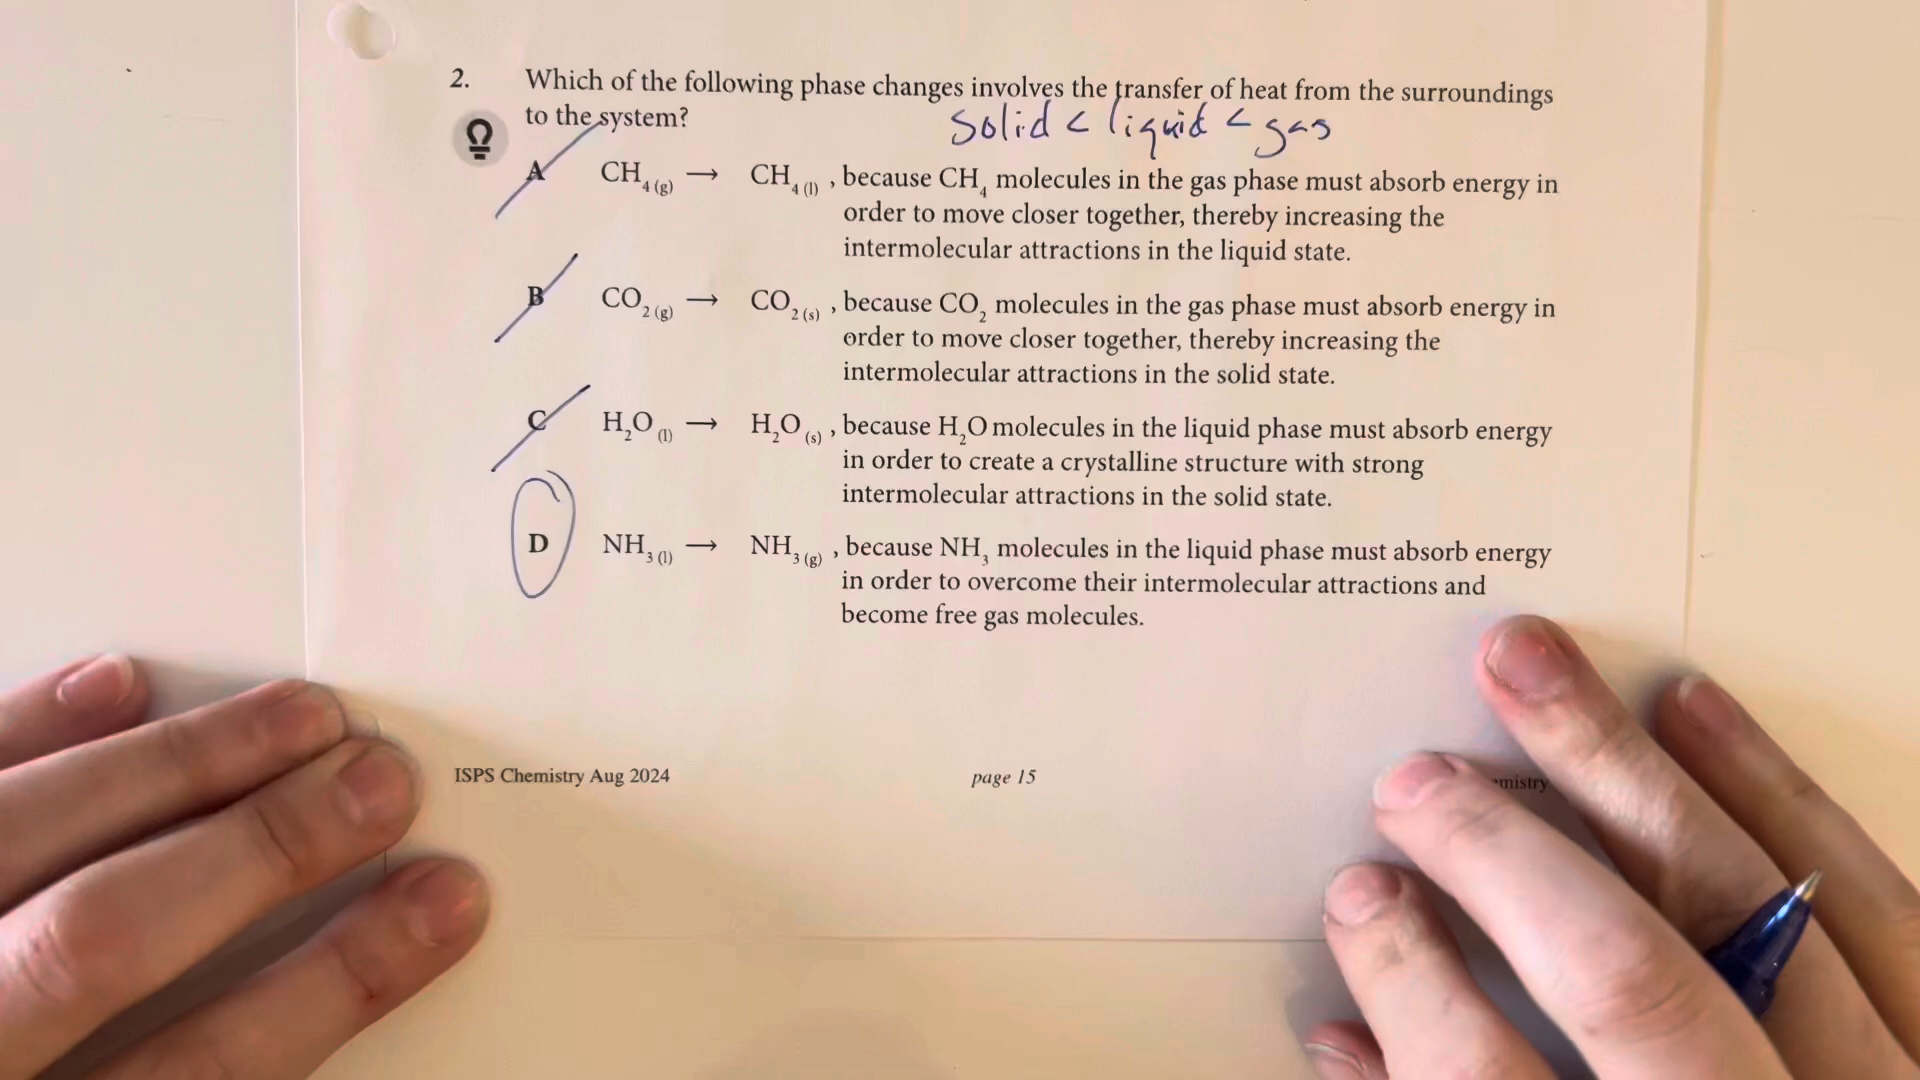 2. Which of the following phase changes involves the transfer of heat from the surroundings
to the system?
Solid < liquid < gas
A CH₄ (g) → CH₄ (l) , because CH₄ molecules in the gas phase must absorb energy in
order to move closer together, thereby increasing the
intermolecular attractions in the liquid state.
B CO₂ (g) → CO₂ (s) , because CO₂ molecules in the gas phase must absorb energy in
order to move closer together, thereby increasing the
intermolecular attractions in the solid state.
C H₂O (l) → H₂O (s) , because H₂O molecules in the liquid phase must absorb energy
in order to create a crystalline structure with strong
intermolecular attractions in the solid state.
D NH₃ (l) → NH₃ (g) , because NH₃ molecules in the liquid phase must absorb energy
in order to overcome their intermolecular attractions and
become free gas molecules.
ISPS Chemistry Aug 2024 page 15